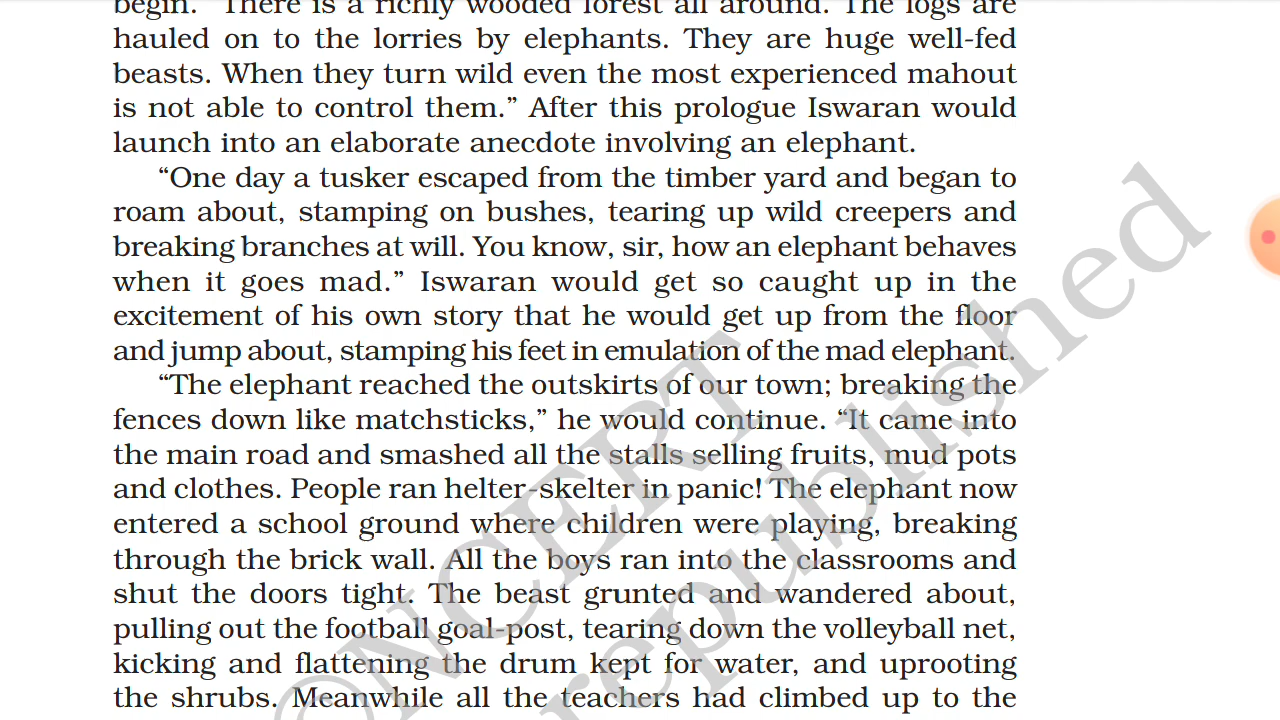 begin. “There is a richly wooded forest all around. The logs are
hauled on to the lorries by elephants. They are huge well-fed
beasts. When they turn wild even the most experienced mahout
is not able to control them.” After this prologue Iswaran would
launch into an elaborate anecdote involving an elephant.
“One day a tusker escaped from the timber yard and began to
roam about, stamping on bushes, tearing up wild creepers and
breaking branches at will. You know, sir, how an elephant behaves
when it goes mad.” Iswaran would get so caught up in the
excitement of his own story that he would get up from the floor
and jump about, stamping his feet in emulation of the mad elephant.
“The elephant reached the outskirts of our town; breaking the
fences down like matchsticks,” he would continue. “It came into
the main road and smashed all the stalls selling fruits, mud pots
and clothes. People ran helter-skelter in panic! The elephant now
entered a school ground where children were playing, breaking
through the brick wall. All the boys ran into the classrooms and
shut the doors tight. The beast grunted and wandered about,
pulling out the football goal-post, tearing down the volleyball net,
kicking and flattening the drum kept for water, and uprooting
the shrubs. Meanwhile all the teachers had climbed up to the
©NCERT
republished